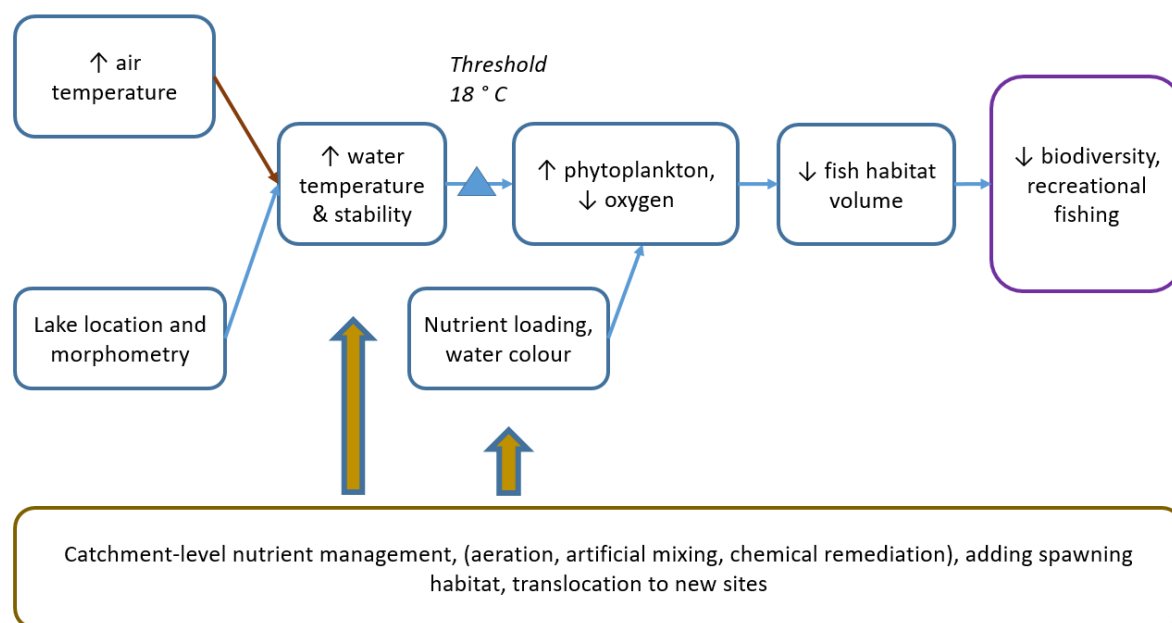 ↑ air
temperature
Threshold
18 ° C
↑ water
temperature
& stability
↑ phytoplankton,
↓ oxygen
↓ fish habitat
volume
↓ biodiversity,
recreational
fishing
Lake location and
morphometry
Nutrient loading,
water colour
Catchment-level nutrient management, (aeration, artificial mixing, chemical remediation), adding spawning
habitat, translocation to new sites